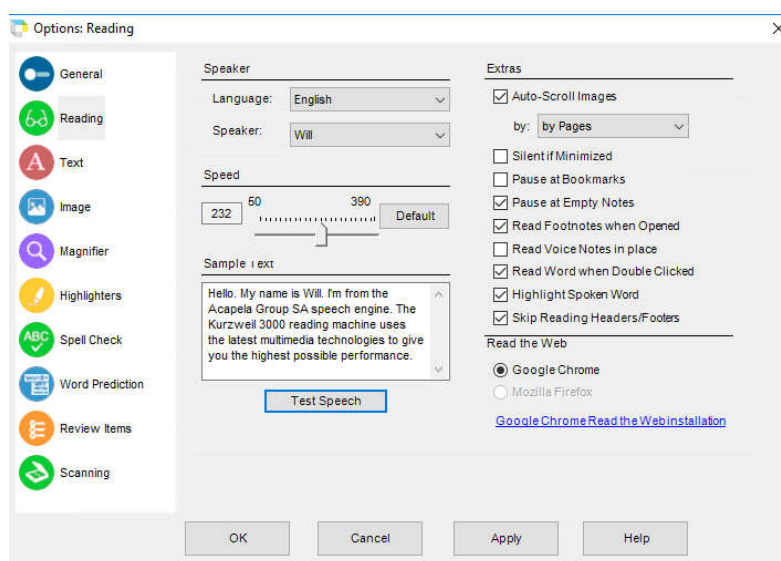 Options: Reading
General
Reading
A
Text
Image
Magnifier
Highlighters
ABC
Spell Check
Word Prediction
Review Items
Scanning
Speaker
Language: English
Speaker: Will
Speed
232 50 390 Default
Sample Text
Hello. My name is Will. I'm from the
Acapela Group SA speech engine. The
Kurzweil 3000 reading machine uses
the latest multimedia technologies to give
you the highest possible performance.
Test Speech
Extras
Auto-Scroll Images
by: by Pages
Silent if Minimized
Pause at Bookmarks
Pause at Empty Notes
Read Footnotes when Opened
Read Voice Notes in place
Read Word when Double Clicked
Highlight Spoken Word
Skip Reading Headers/Footers
Read the Web
Google Chrome
Mozilla Firefox
Google Chrome Read the Web installation
OK Cancel Apply Help